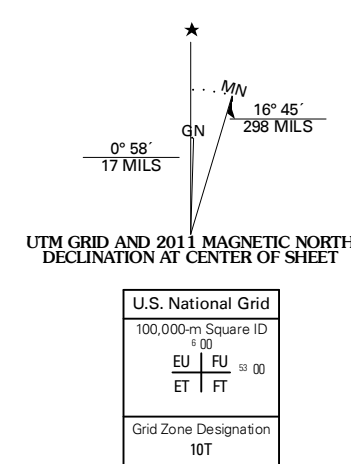 ★
MN
16° 45´
298 MILS
GN
0° 58´
17 MILS
UTM GRID AND 2011 MAGNETIC NORTH
DECLINATION AT CENTER OF SHEET
U.S. National Grid
100,000-m Square ID
6 00
EU FU 53 00
ET FT
Grid Zone Designation
10T